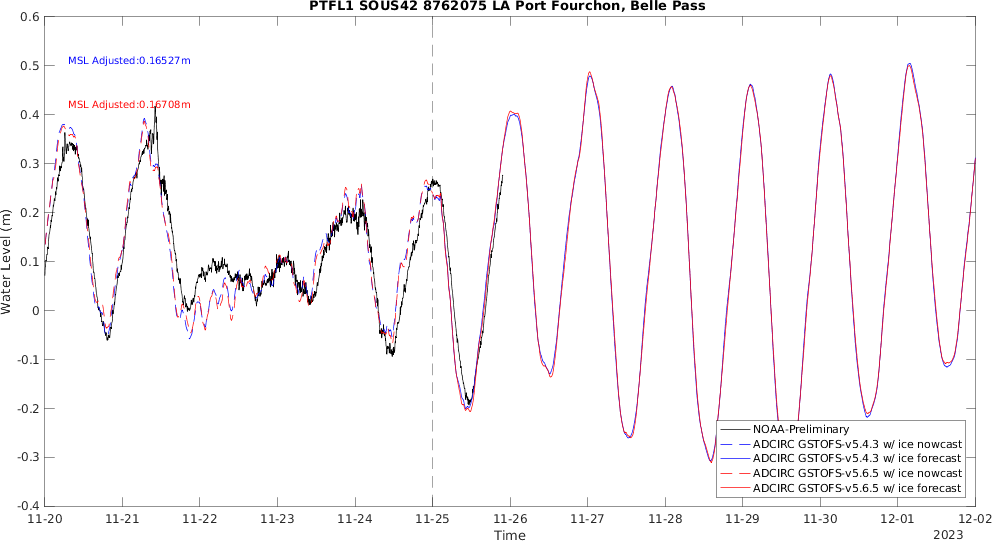 PTFL1 SOUS42 8762075 LA Port Fourchon, Belle Pass
0.6
0.5
0.4
0.3
0.2
0.1
0
-0.1
-0.2
-0.3
-0.4
Water Level (m)
MSL Adjusted:0.16527m
MSL Adjusted:0.16708m
NOAA-Preliminary
ADCIRC GSTOFS-v5.4.3 w/ ice nowcast
ADCIRC GSTOFS-v5.4.3 w/ ice forecast
ADCIRC GSTOFS-v5.6.5 w/ ice nowcast
ADCIRC GSTOFS-v5.6.5 w/ ice forecast
11-20 11-21 11-22 11-23 11-24 11-25 11-26 11-27 11-28 11-29 11-30 12-01 12-02
Time
2023